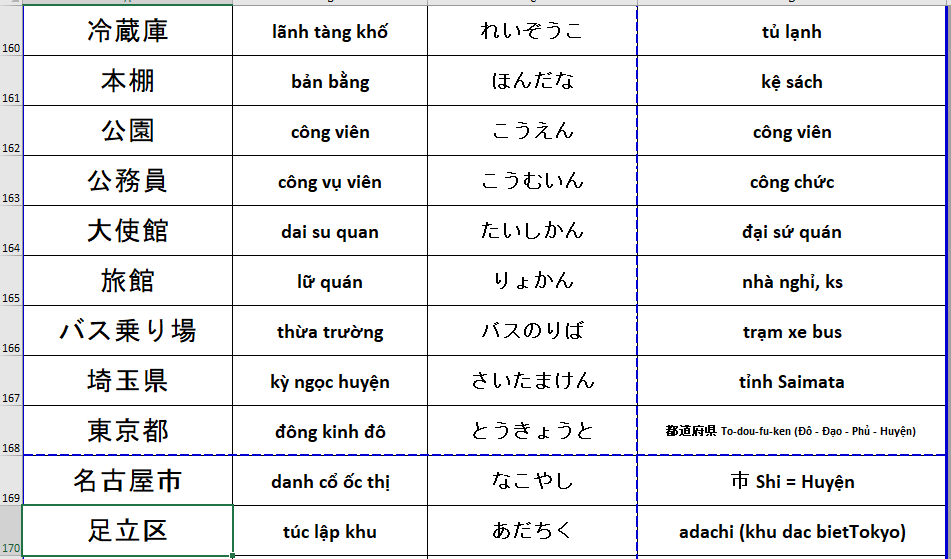 160 冷蔵庫 lãnh tàng khố れいぞうこ tủ lạnh
161 本棚 bản bằng ほんだな kệ sách
162 公園 công viên こうえん công viên
163 公務員 công vụ viên こうむいん công chức
164 大使館 dai su quan たいしかん đại sứ quán
165 旅館 lữ quán りょかん nhà nghỉ, ks
166 バス乗り場 thừa trường バスのりば trạm xe bus
167 埼玉県 kỳ ngọc huyện さいたまけん tỉnh Saimata
168 東京都 đông kinh đô とうきょうと 都道府県 To-dou-fu-ken (Đô - Đạo - Phủ - Huyện)
169 名古屋市 danh cổ ốc thị なこやし 市 Shi = Huyện
170 足立区 túc lập khu あだちく adachi (khu dac bietTokyo)